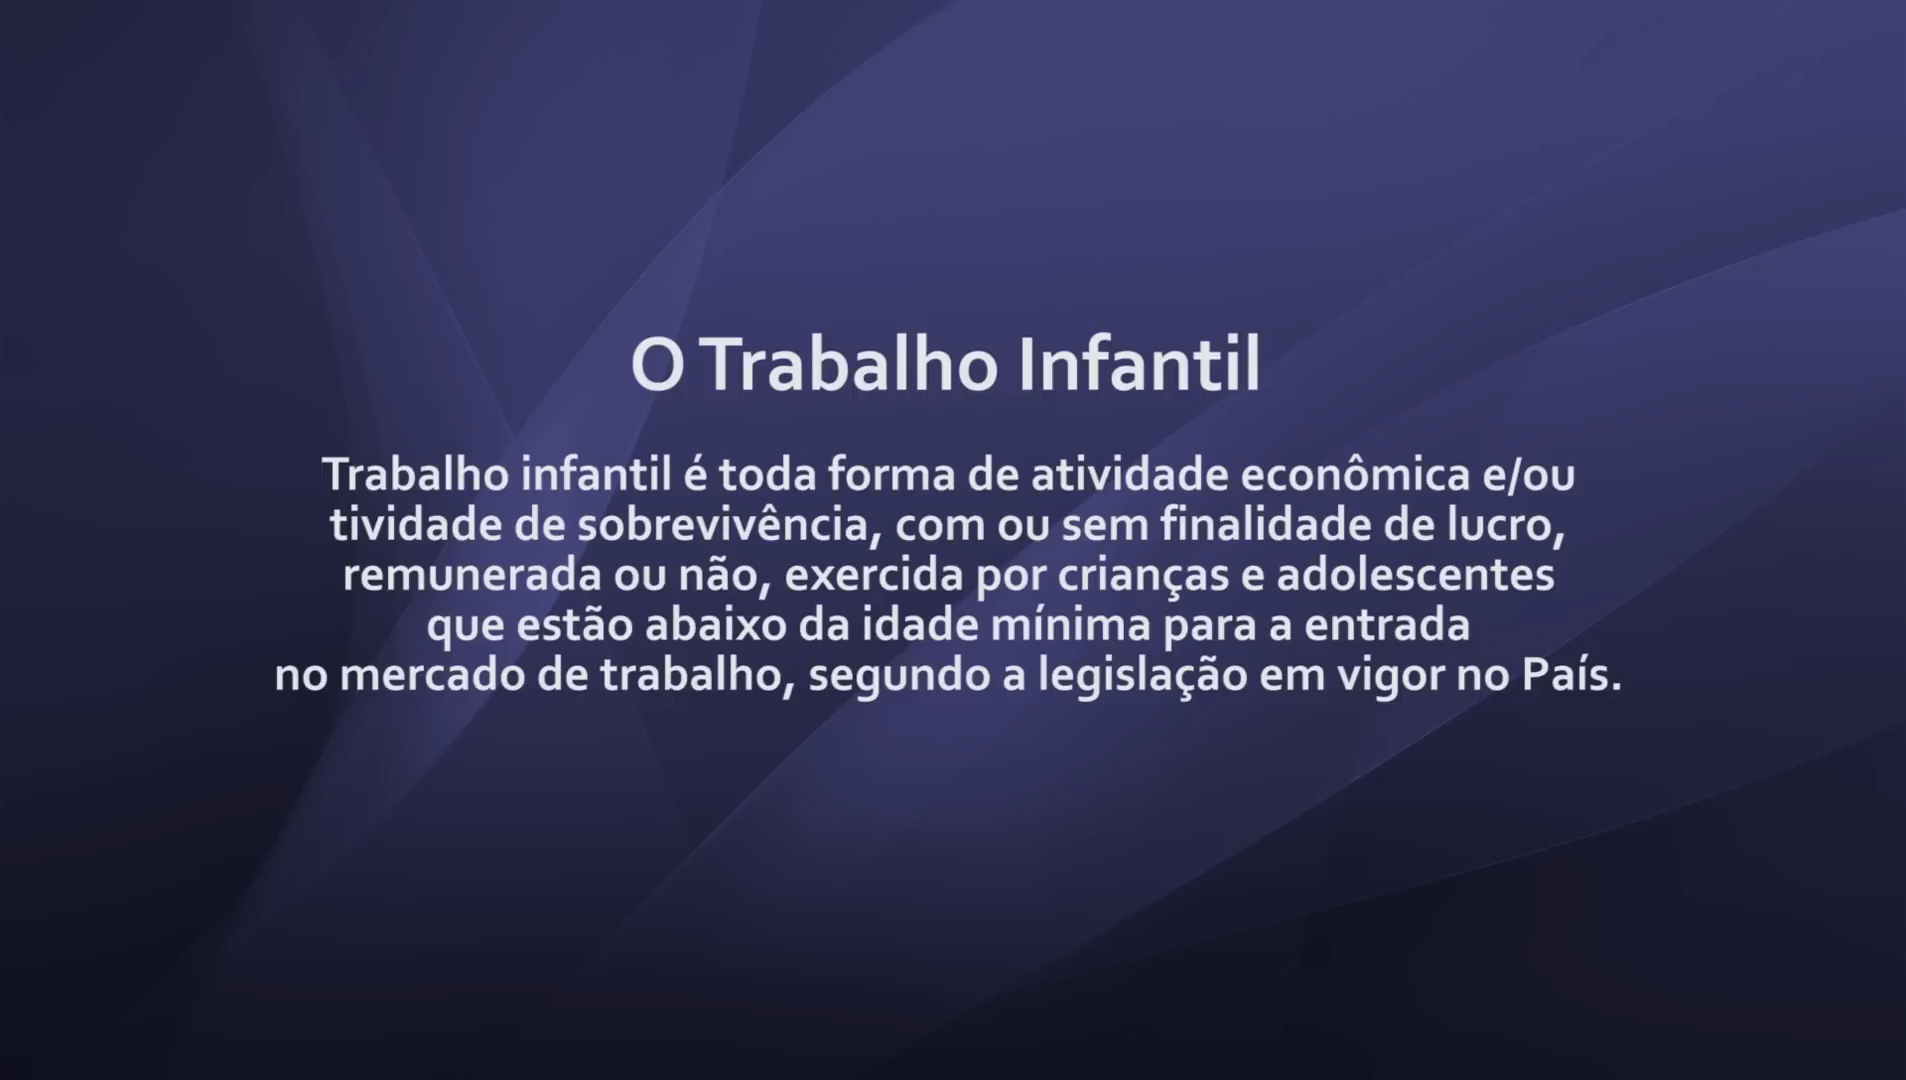 O Trabalho Infantil
Trabalho infantil é toda forma de atividade econômica e/ou
tividade de sobrevivência, com ou sem finalidade de lucro,
remunerada ou não, exercida por crianças e adolescentes
que estão abaixo da idade mínima para a entrada
no mercado de trabalho, segundo a legislação em vigor no País.